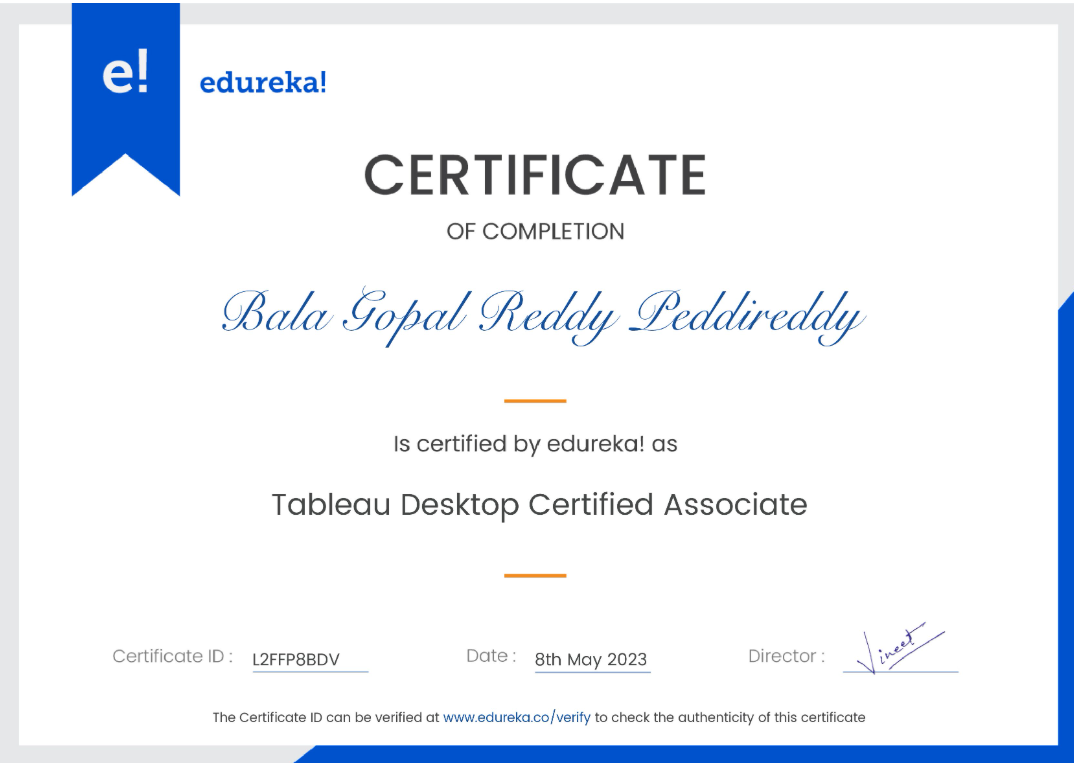 e!
edureka!
CERTIFICATE
OF COMPLETION
Bala Gopal Reddy Peddireddy
Is certified by edureka! as
Tableau Desktop Certified Associate
Certificate ID : L2FFP8BDV Date : 8th May 2023 Director : Vineet
The Certificate ID can be verified at www.edureka.co/verify to check the authenticity of this certificate